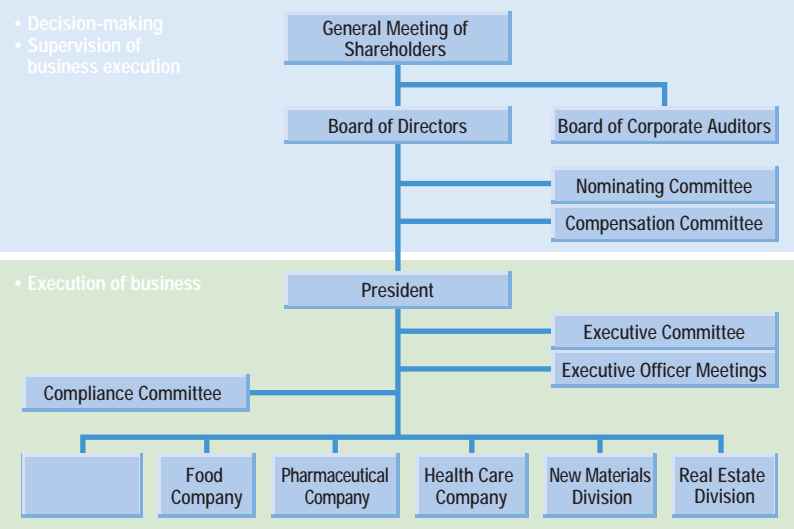 • Decision-making
• Supervision of
business execution
General Meeting of
Shareholders
Board of Directors
Board of Corporate Auditors
Nominating Committee
Compensation Committee
• Execution of business
President
Executive Committee
Executive Officer Meetings
Compliance Committee
Food
Company
Pharmaceutical
Company
Health Care
Company
New Materials
Division
Real Estate
Division